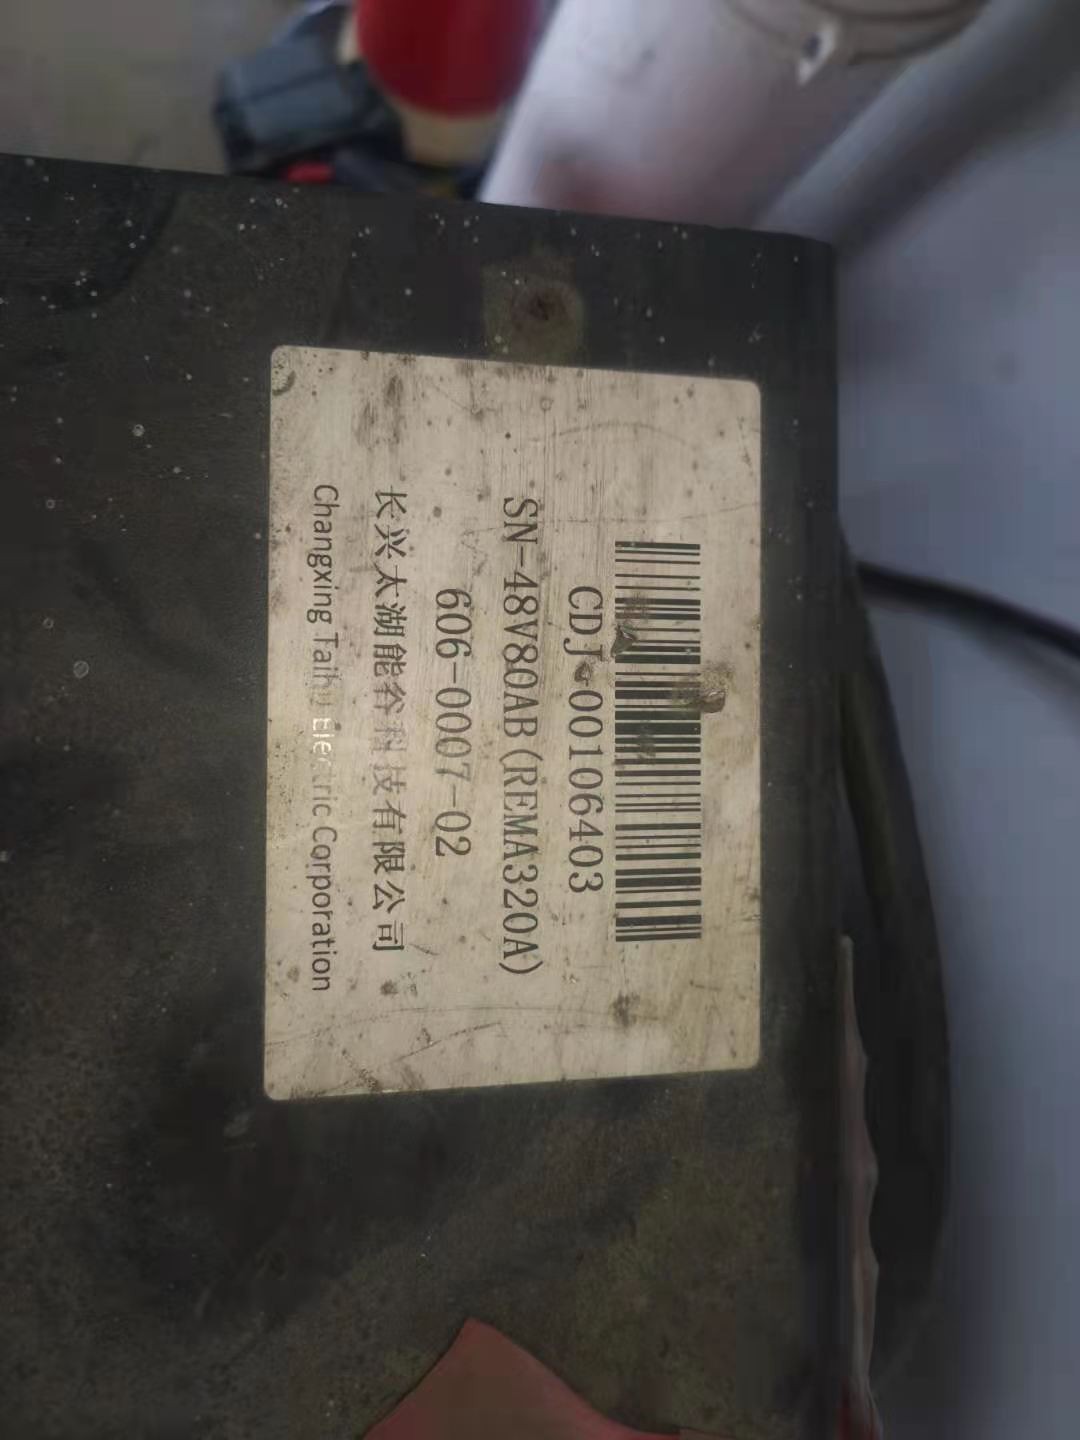 CDJ-00106403
SN-48V80AB(REMA320A)
606-0007-02
长兴太湖能谷科技有限公司
Changxing Taihu Electric Corporation